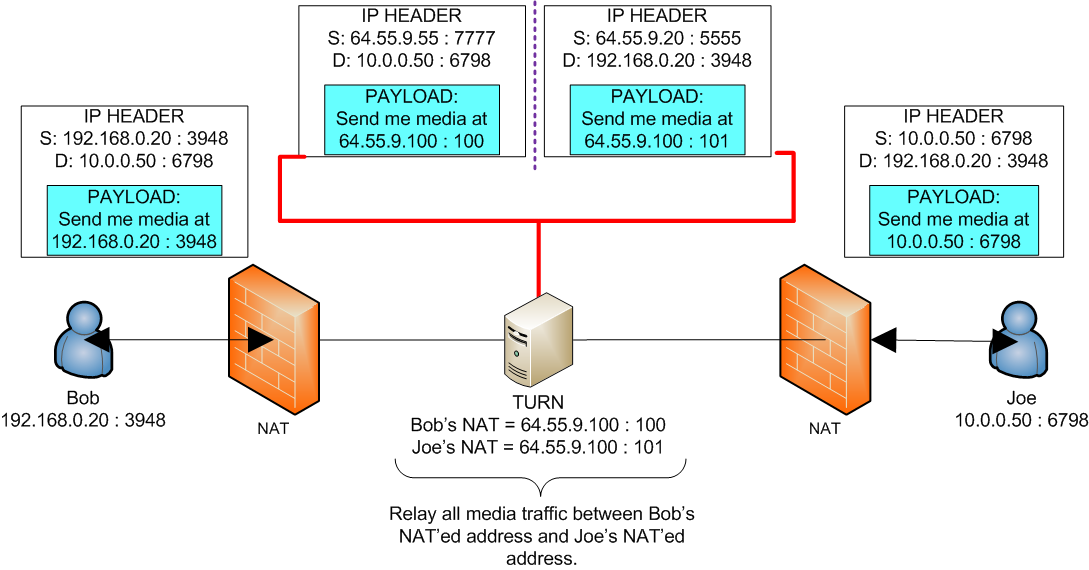 IP HEADER
S: 64.55.9.55 : 7777
D: 10.0.0.50 : 6798
PAYLOAD:
Send me media at
64.55.9.100 : 100
IP HEADER
S: 64.55.9.20 : 5555
D: 192.168.0.20 : 3948
PAYLOAD:
Send me media at
64.55.9.100 : 101
IP HEADER
S: 192.168.0.20 : 3948
D: 10.0.0.50 : 6798
PAYLOAD:
Send me media at
192.168.0.20 : 3948
IP HEADER
S: 10.0.0.50 : 6798
D: 192.168.0.20 : 3948
PAYLOAD:
Send me media at
10.0.0.50 : 6798
Bob
192.168.0.20 : 3948
NAT
TURN
Bob’s NAT = 64.55.9.100 : 100
Joe’s NAT = 64.55.9.100 : 101
NAT
Joe
10.0.0.50 : 6798
Relay all media traffic between Bob’s
NAT’ed address and Joe’s NAT’ed
address.